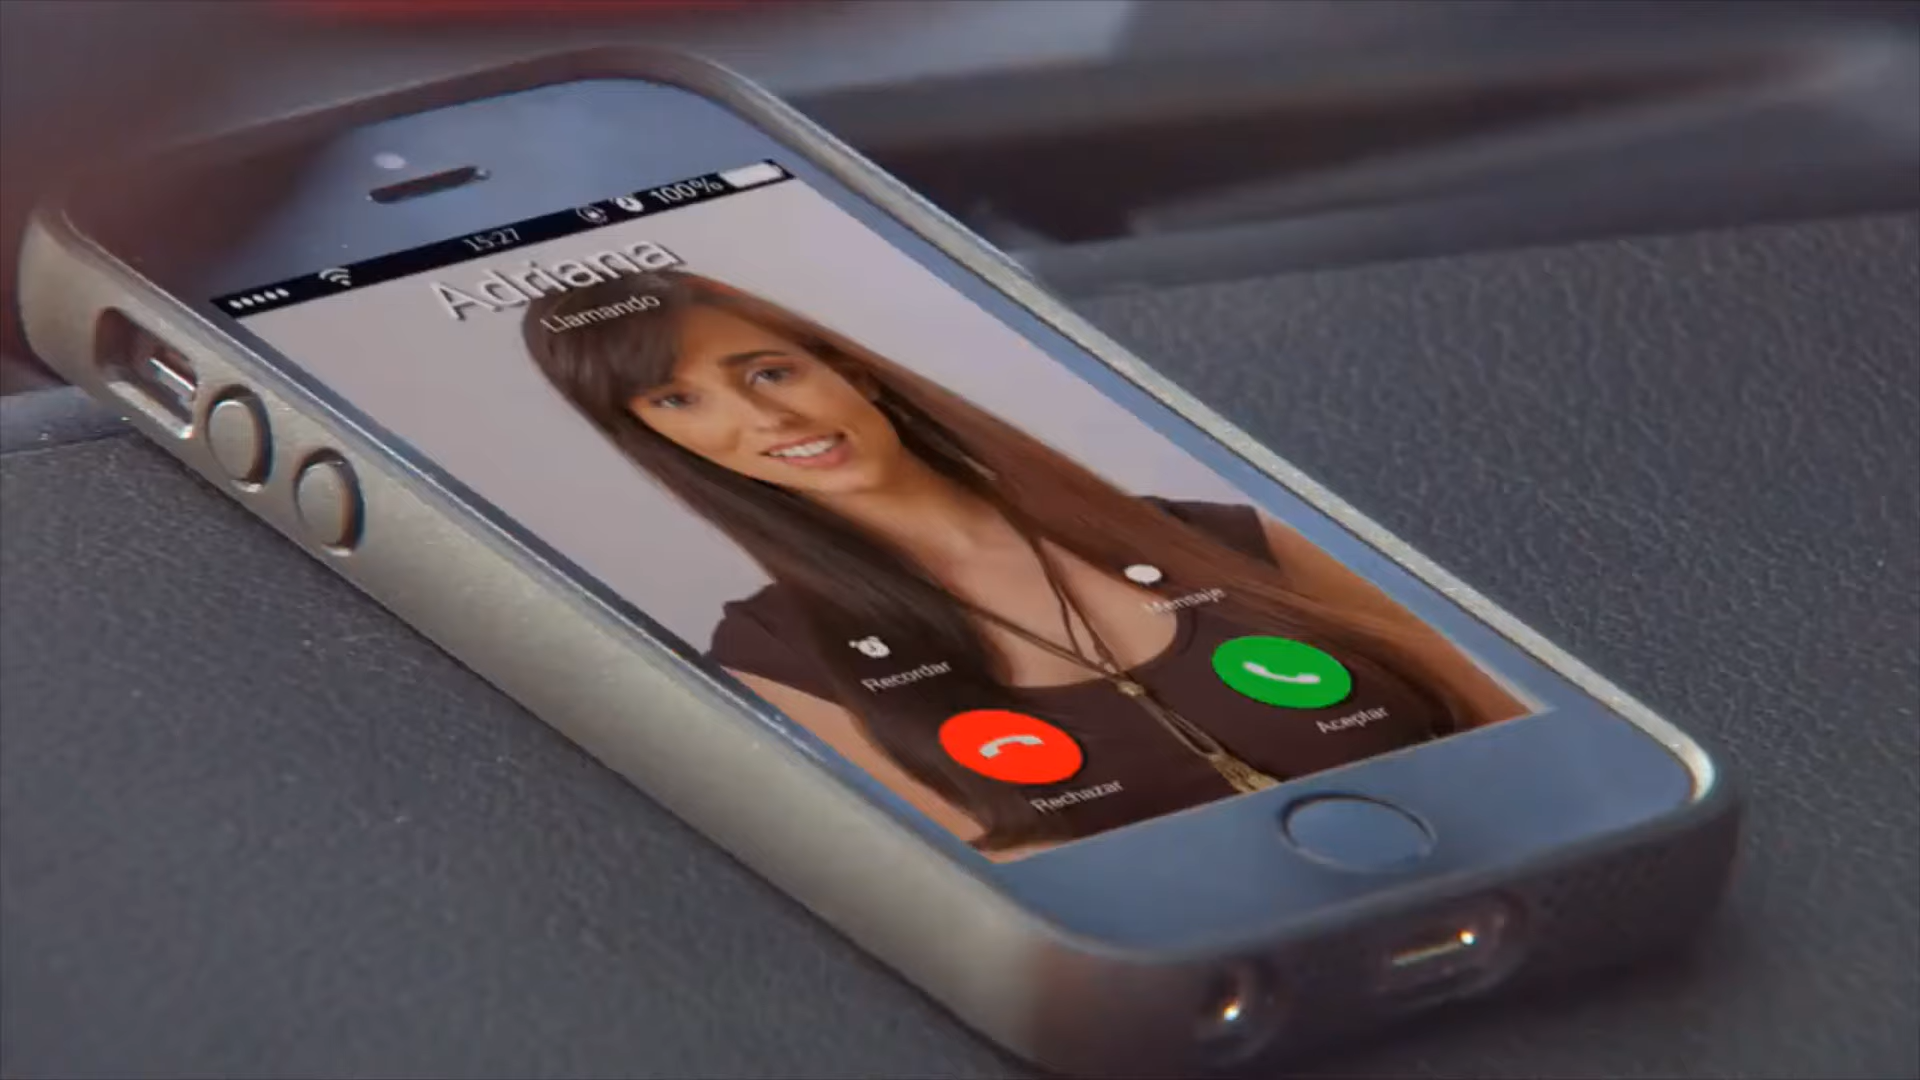 15:27 100%
Adriana
Llamando
Recordar
Mensaje
Rechazar
Aceptar